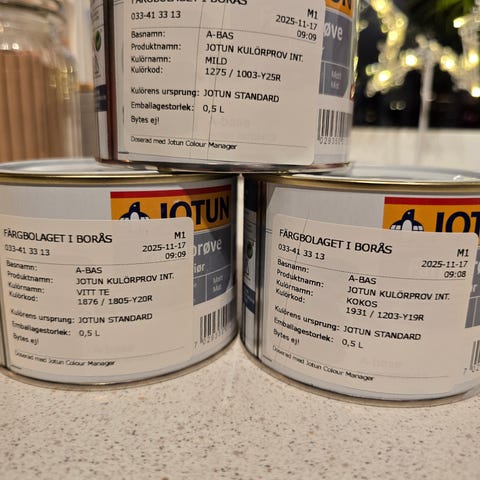 FÄRGBOLAGET I BORÅS
M1
033-41 33 13
2025-11-17
09:09
Basnamn: A-BAS
Produktnamn: JOTUN KULÖRPROV INT.
Kulörnamn: MILD
Kulörkod: 1275 / 1003-Y25R
Kulörens ursprung: JOTUN STANDARD
Emballagestorlek: 0,5 L
Bytes ej!
Doserad med Jotun Colour Manager
JOTUN
FÄRGBOLAGET I BORÅS
M1
033-41 33 13
2025-11-17
09:09
Basnamn: A-BAS
Produktnamn: JOTUN KULÖRPROV INT.
Kulörnamn: VITT TE
Kulörkod: 1876 / 1805-Y20R
Kulörens ursprung: JOTUN STANDARD
Emballagestorlek: 0,5 L
Bytes ej!
Doserad med Jotun Colour Manager
JOTUN
FÄRGBOLAGET I BORÅS
M1
033-41 33 13
2025-11-17
09:08
Basnamn: A-BAS
Produktnamn: JOTUN KULÖRPROV INT.
Kulörnamn: KOKOS
Kulörkod: 1931 / 1203-Y19R
Kulörens ursprung: JOTUN STANDARD
Emballagestorlek: 0,5 L
Bytes ej!
Doserad med Jotun Colour Manager